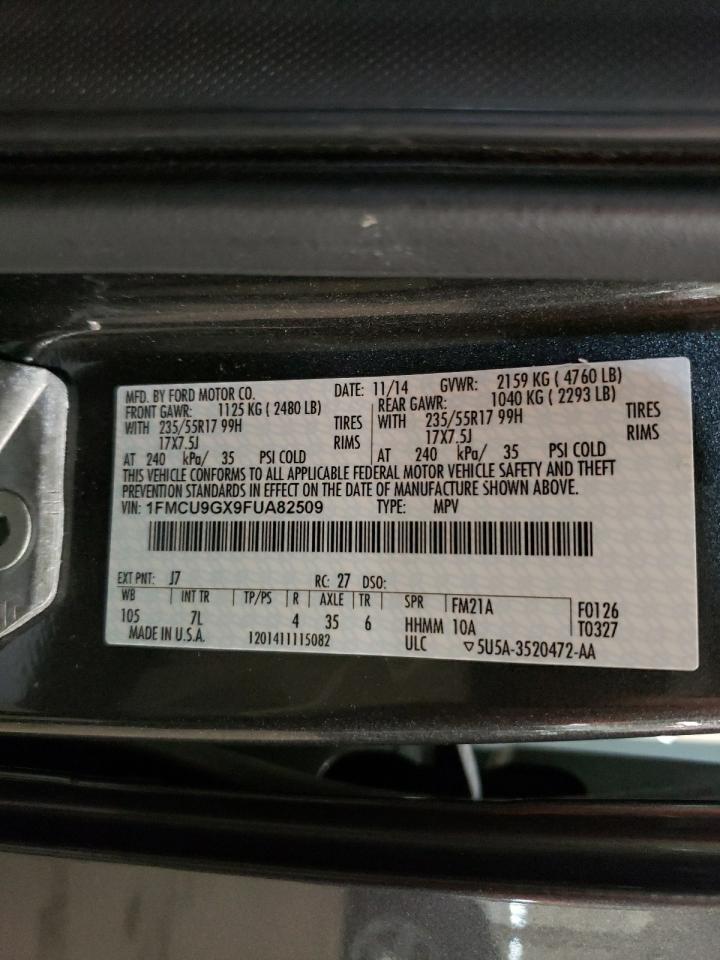 MFD. BY FORD MOTOR CO. DATE: 11/14 GVWR: 2159 KG ( 4760 LB)
FRONT GAWR: 1125 KG ( 2480 LB) REAR GAWR: 1040 KG ( 2293 LB)
WITH 235/55R17 99H TIRES WITH 235/55R17 99H TIRES
17X7.5J RIMS 17X7.5J RIMS
AT 240 kPa/ 35 PSI COLD AT 240 kPa/ 35 PSI COLD
THIS VEHICLE CONFORMS TO ALL APPLICABLE FEDERAL MOTOR VEHICLE SAFETY AND THEFT
PREVENTION STANDARDS IN EFFECT ON THE DATE OF MANUFACTURE SHOWN ABOVE.
VIN: 1FMCU9GX9FUA82509 TYPE: MPV
EXT PNT: J7 RC: 27 DSO:
WB INT TR TP/PS R AXLE TR SPR FM21A F0126
105 7L 4 35 6 HHMM 10A T0327
MADE IN U.S.A. 1201411115082 ULC ▽5U5A-3520472-AA